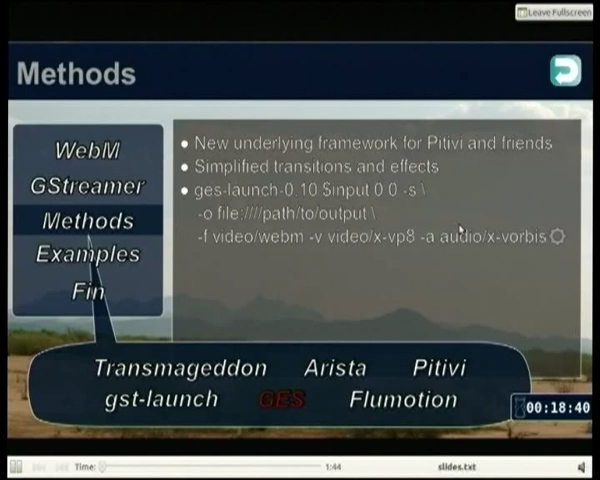 Leave Fullscreen
Methods
WebM
GStreamer
Methods
Examples
Fin
• New underlying framework for Pitivi and friends
• Simplified transitions and effects
• ges-launch-0.10 $input 0 0 -s \
-o file:////path/to/output \
-f video/webm -v video/x-vp8 -a audio/x-vorbis
Transmageddon Arista Pitivi
gst-launch GES Flumotion
00:18:40
Time: 1:44 slides.txt